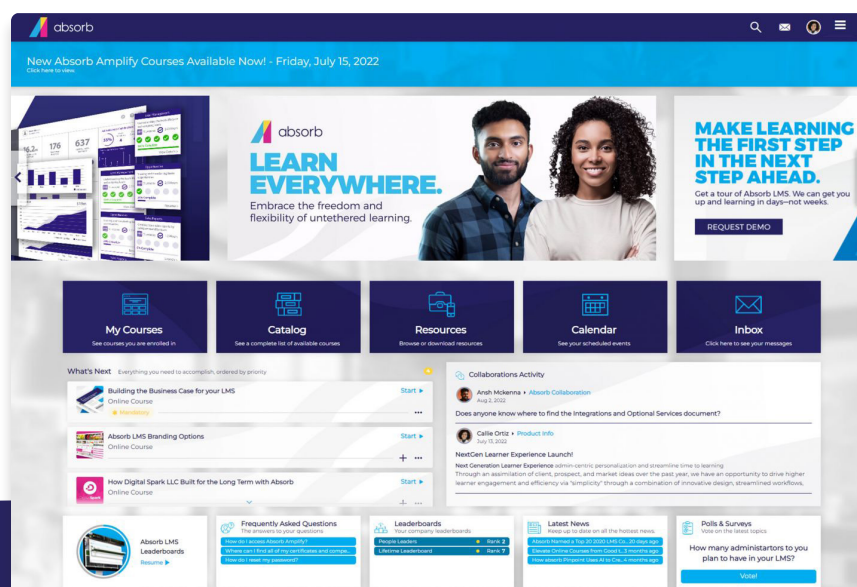 absorb
New Absorb Amplify Courses Available Now! - Friday, July 15, 2022
Click here to view.
176
637
absorb
LEARN
EVERYWHERE.
Embrace the freedom and
flexibility of untethered learning.
MAKE LEARNING
THE FIRST STEP
IN THE NEXT
STEP AHEAD.
Get a tour of Absorb LMS. We can get you
up and learning in days—not weeks.
REQUEST DEMO
My Courses
See courses you are enrolled in
Catalog
See a complete list of available courses
Resources
Browse or download resources
Calendar
See your scheduled events
Inbox
Click here to see your messages
What's Next Everything you need to accomplish, ordered by priority
Building the Business Case for your LMS
Online Course
Mandatory
Start
Absorb LMS Branding Options
Online Course
Start
How Digital Spark LLC Built for the Long Term with Absorb
Online Course
Start
Collaborations Activity
Ansh Mckenna Absorb Collaboration
Aug 2, 2022
Does anyone know where to find the Integrations and Optional Services document?
Callie Ortiz Product Info
July 13, 2022
NextGen Learner Experience Launch!
Next Generation Learner Experience admin-centric personalization and streamline time to learning
Through an assimilation of client, prospect, and market ideas over the past year, we have an opportunity to drive higher
learner engagement and efficiency via "simplicity" through a combination of innovative design, streamlined workflows,
Absorb LMS
Leaderboards
Resume
Frequently Asked Questions
The answers to your questions
How do I access Absorb Amplify?
Where can I find all of my certificates and compe...
How do I reset my password?
Leaderboards
Your company leaderboards
People Leaders Rank 2
Lifetime Leaderboard Rank 7
Latest News
Keep up to date on all the hottest news
Absorb Named a Top 20 2020 LMS Co... 20 days ago
Elevate Online Courses from Good t... 3 months ago
How absorb Pinpoint Uses AI to Cre... 4 months ago
Polls & Surveys
Vote on the latest topics
How many administartors to you
plan to have in your LMS?
Vote!